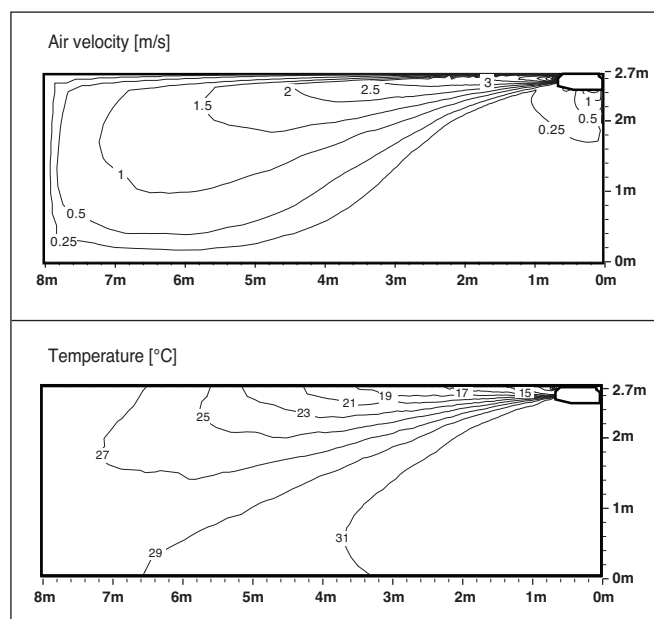 Air velocity [m/s]
2.7m
3
2.5
2
1.5
1
0.5
0.25
2m
1
0.5
0.25
1m
0m
8m 7m 6m 5m 4m 3m 2m 1m 0m
Temperature [°C]
2.7m
15
17
19
21
23
25
2m
27
1m
31
29
0m
8m 7m 6m 5m 4m 3m 2m 1m 0m